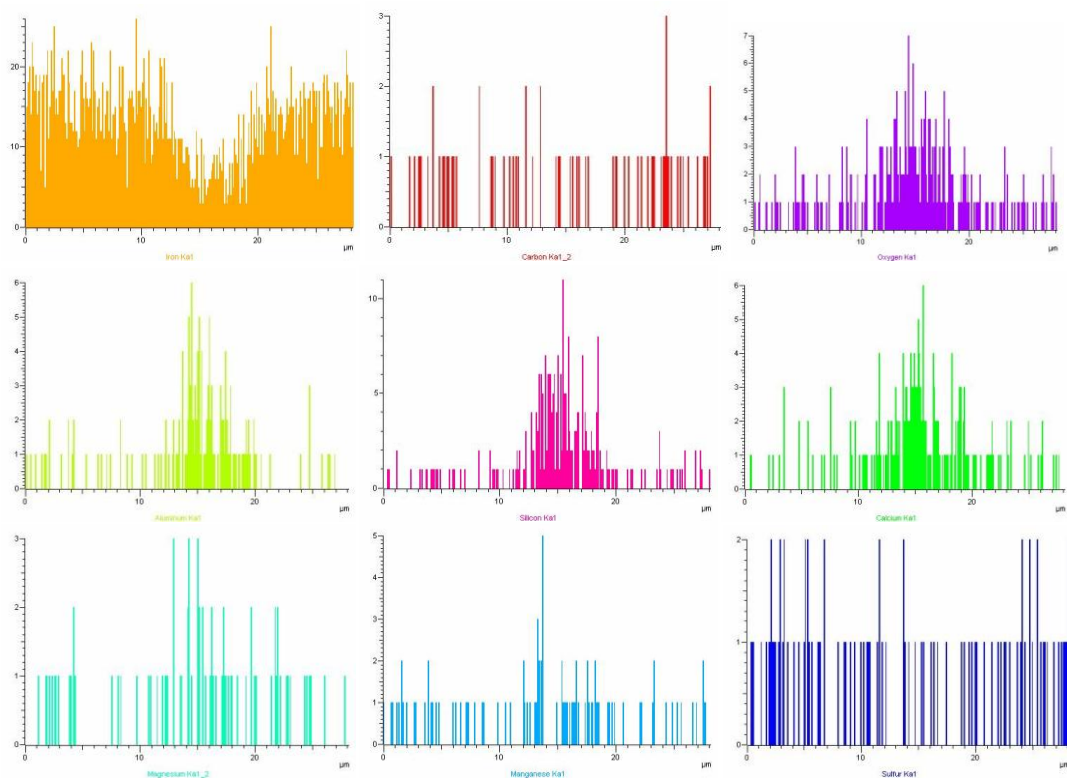 20
10
0
0 10 20 µm
Iron Ka1
3
2
1
0
0 10 20 µm
Carbon Ka1_2
7
6
5
4
3
2
1
0
0 10 20 µm
Oxygen Ka1
6
5
4
3
2
1
0
0 10 20 µm
Aluminum Ka1
10
5
0
0 10 20 µm
Silicon Ka1
6
5
4
3
2
1
0
0 10 20 µm
Calcium Ka1
3
2
1
0
0 10 20 µm
Magnesium Ka1_2
5
4
3
2
1
0
0 10 20 µm
Manganese Ka1
2
1
0
0 10 20 µm
Sulfur Ka1